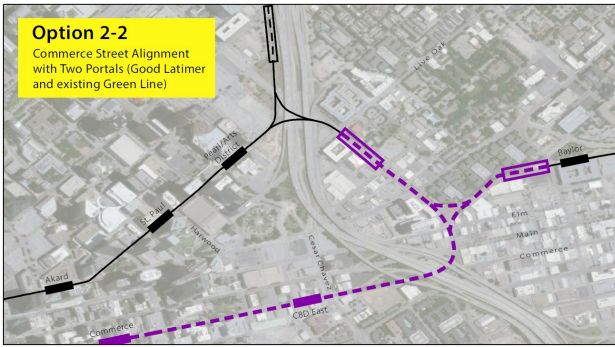 Option 2-2
Commerce Street Alignment
with Two Portals (Good Latimer
and existing Green Line)
Live Oak
Pearl/Arts
District
Baylor
St. Paul
Harwood
Elm
Main
Commerce
Cesar Chavez
Akard
CBD East
Commerce